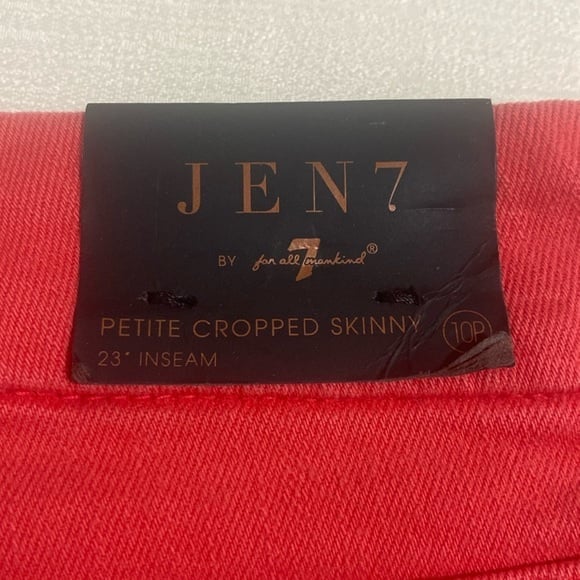 JEN7
BY for all 7 mankind®
PETITE CROPPED SKINNY 10P
23" INSEAM